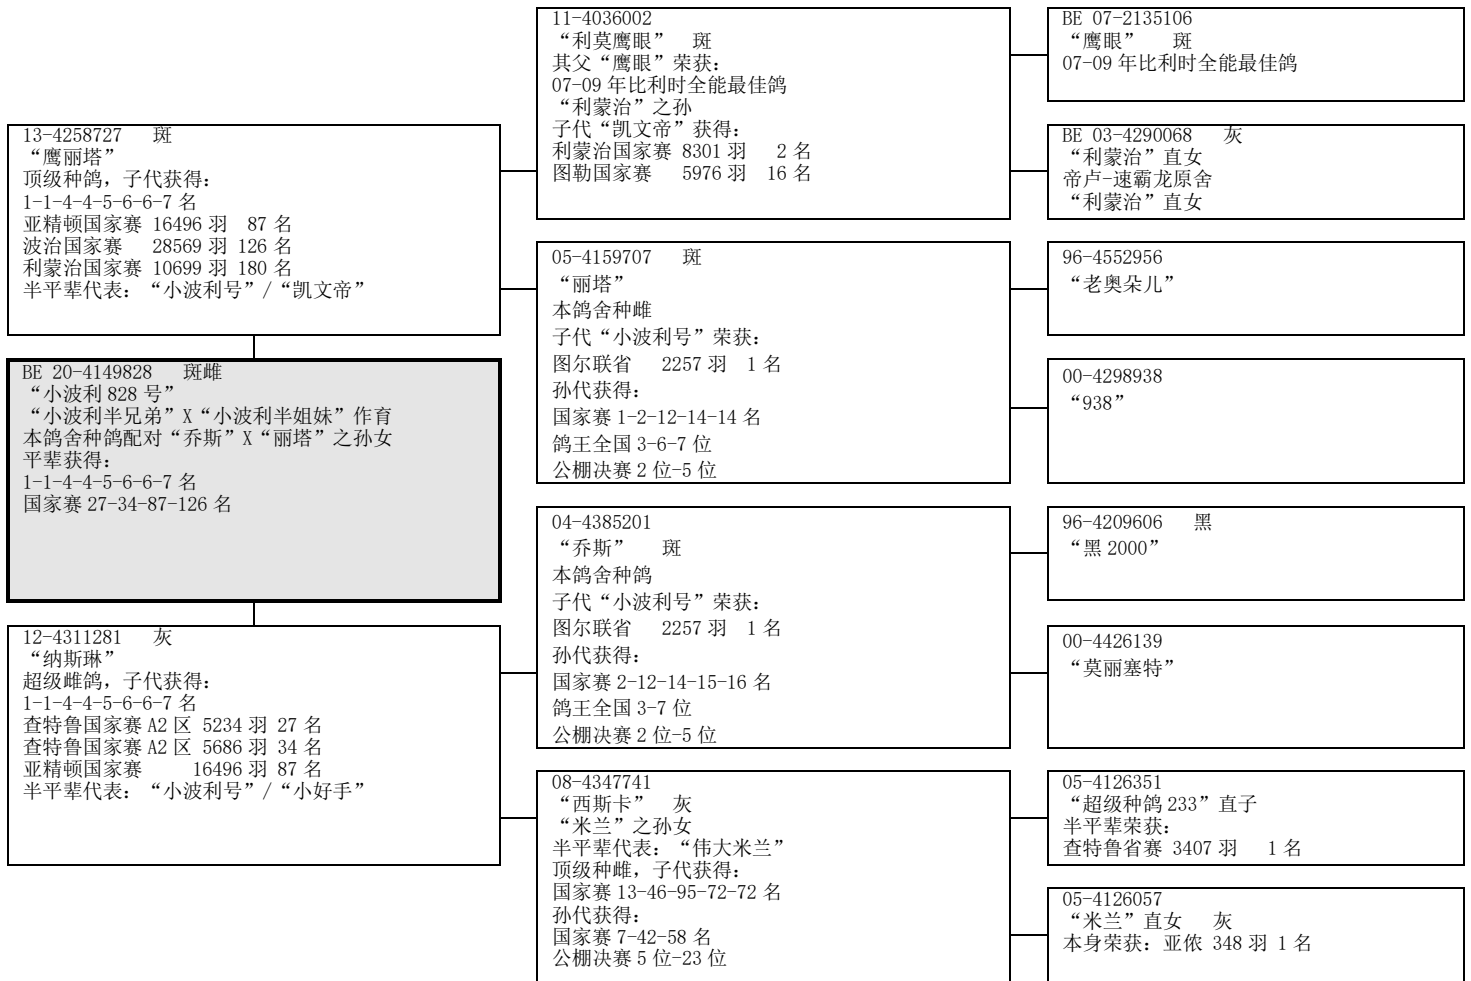 13-4258727 斑
“鹰丽塔”
顶级种鸽，子代获得：
1-1-4-4-5-6-6-7 名
亚精顿国家赛 16496 羽 87 名
波治国家赛 28569 羽 126 名
利蒙治国家赛 10699 羽 180 名
半平辈代表：“小波利号”/“凯文帝”
BE 20-4149828 斑雌
“小波利 828 号”
“小波利半兄弟”X“小波利半姐妹”作育
本鸽舍种鸽配对“乔斯”X“丽塔”之孙女
平辈获得：
1-1-4-4-5-6-6-7 名
国家赛 27-34-87-126 名
12-4311281 灰
“纳斯琳”
超级雌鸽，子代获得：
1-1-4-4-5-6-6-7 名
查特鲁国家赛 A2 区 5234 羽 27 名
查特鲁国家赛 A2 区 5686 羽 34 名
亚精顿国家赛 16496 羽 87 名
半平辈代表：“小波利号”/“小好手”
11-4036002
“利莫鹰眼” 斑
其父“鹰眼”荣获：
07-09 年比利时全能最佳鸽
“利蒙治”之孙
子代“凯文帝”获得：
利蒙治国家赛 8301 羽 2 名
图勒国家赛 5976 羽 16 名
05-4159707 斑
“丽塔”
本鸽舍种雌
子代“小波利号”荣获：
图尔联省 2257 羽 1 名
孙代获得：
国家赛 1-2-12-14-14 名
鸽王全国 3-6-7 位
公棚决赛 2 位-5 位
04-4385201
“乔斯” 斑
本鸽舍种鸽
子代“小波利号”荣获：
图尔联省 2257 羽 1 名
孙代获得：
国家赛 2-12-14-15-16 名
鸽王全国 3-7 位
公棚决赛 2 位-5 位
08-4347741
“西斯卡” 灰
“米兰”之孙女
半平辈代表：“伟大米兰”
顶级种雌，子代获得：
国家赛 13-46-95-72-72 名
孙代获得：
国家赛 7-42-58 名
公棚决赛 5 位-23 位
BE 07-2135106
“鹰眼” 斑
07-09 年比利时全能最佳鸽
BE 03-4290068 灰
“利蒙治”直女
帝卢-速霸龙原舍
“利蒙治”直女
96-4552956
“老奥朵儿”
00-4298938
“938”
96-4209606 黑
“黑 2000”
00-4426139
“莫丽塞特”
05-4126351
“超级种鸽 233”直子
半平辈荣获：
查特鲁省赛 3407 羽 1 名
05-4126057
“米兰”直女 灰
本身荣获：亚侬 348 羽 1 名